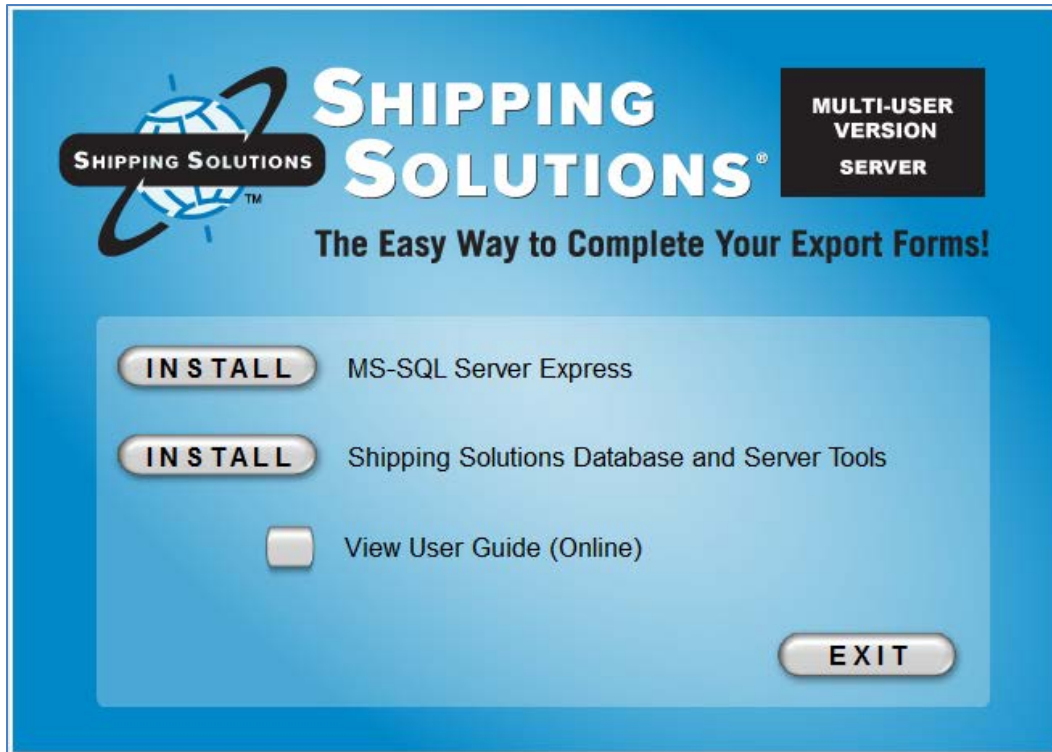 SHIPPING SOLUTIONS
TM
SHIPPING
SOLUTIONS®
MULTI-USER
VERSION
SERVER
The Easy Way to Complete Your Export Forms!
INSTALL MS-SQL Server Express
INSTALL Shipping Solutions Database and Server Tools
View User Guide (Online)
EXIT